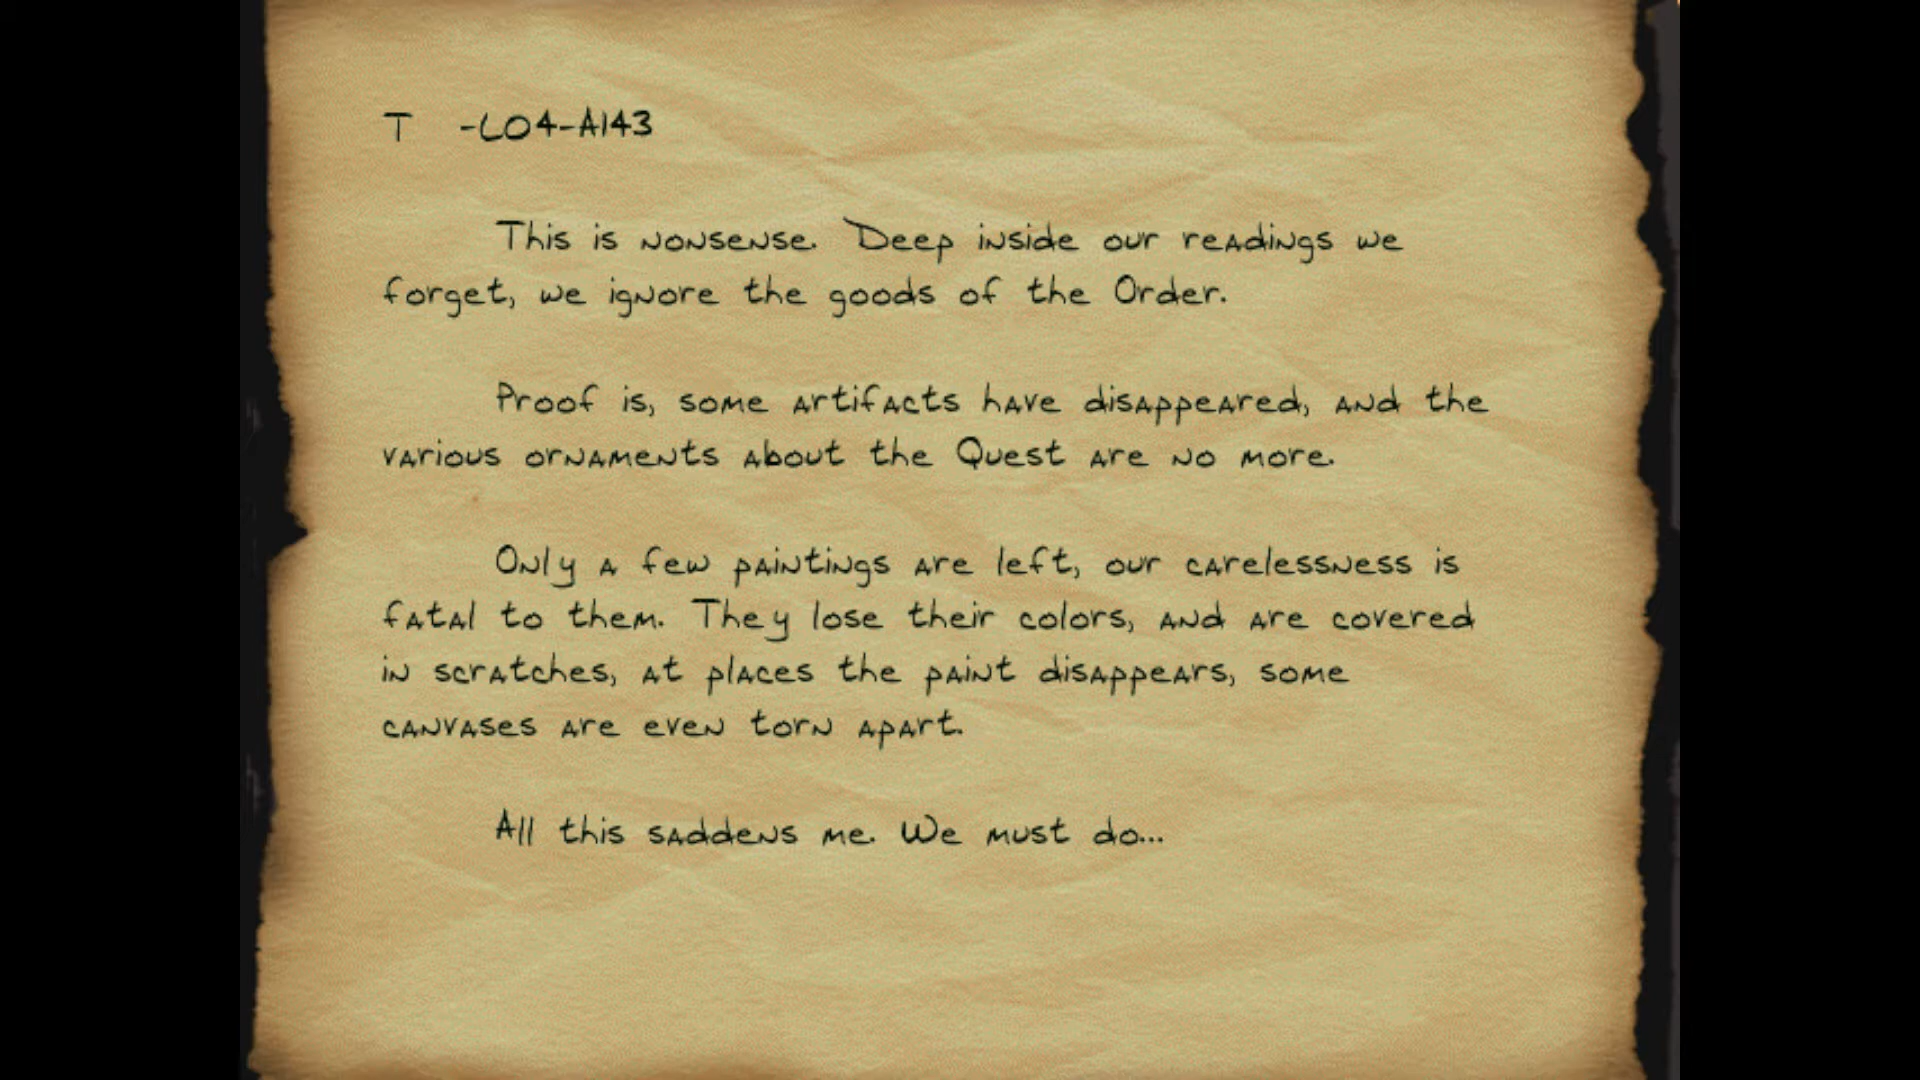 T -L04-A143
This is nonsense. Deep inside our readings we
forget, we ignore the goods of the Order.
Proof is, some artifacts have disappeared, and the
various ornaments about the Quest are no more.
Only a few paintings are left, our carelessness is
fatal to them. They lose their colors, and are covered
in scratches, at places the paint disappears, some
canvases are even torn apart.
All this saddens me. We must do...